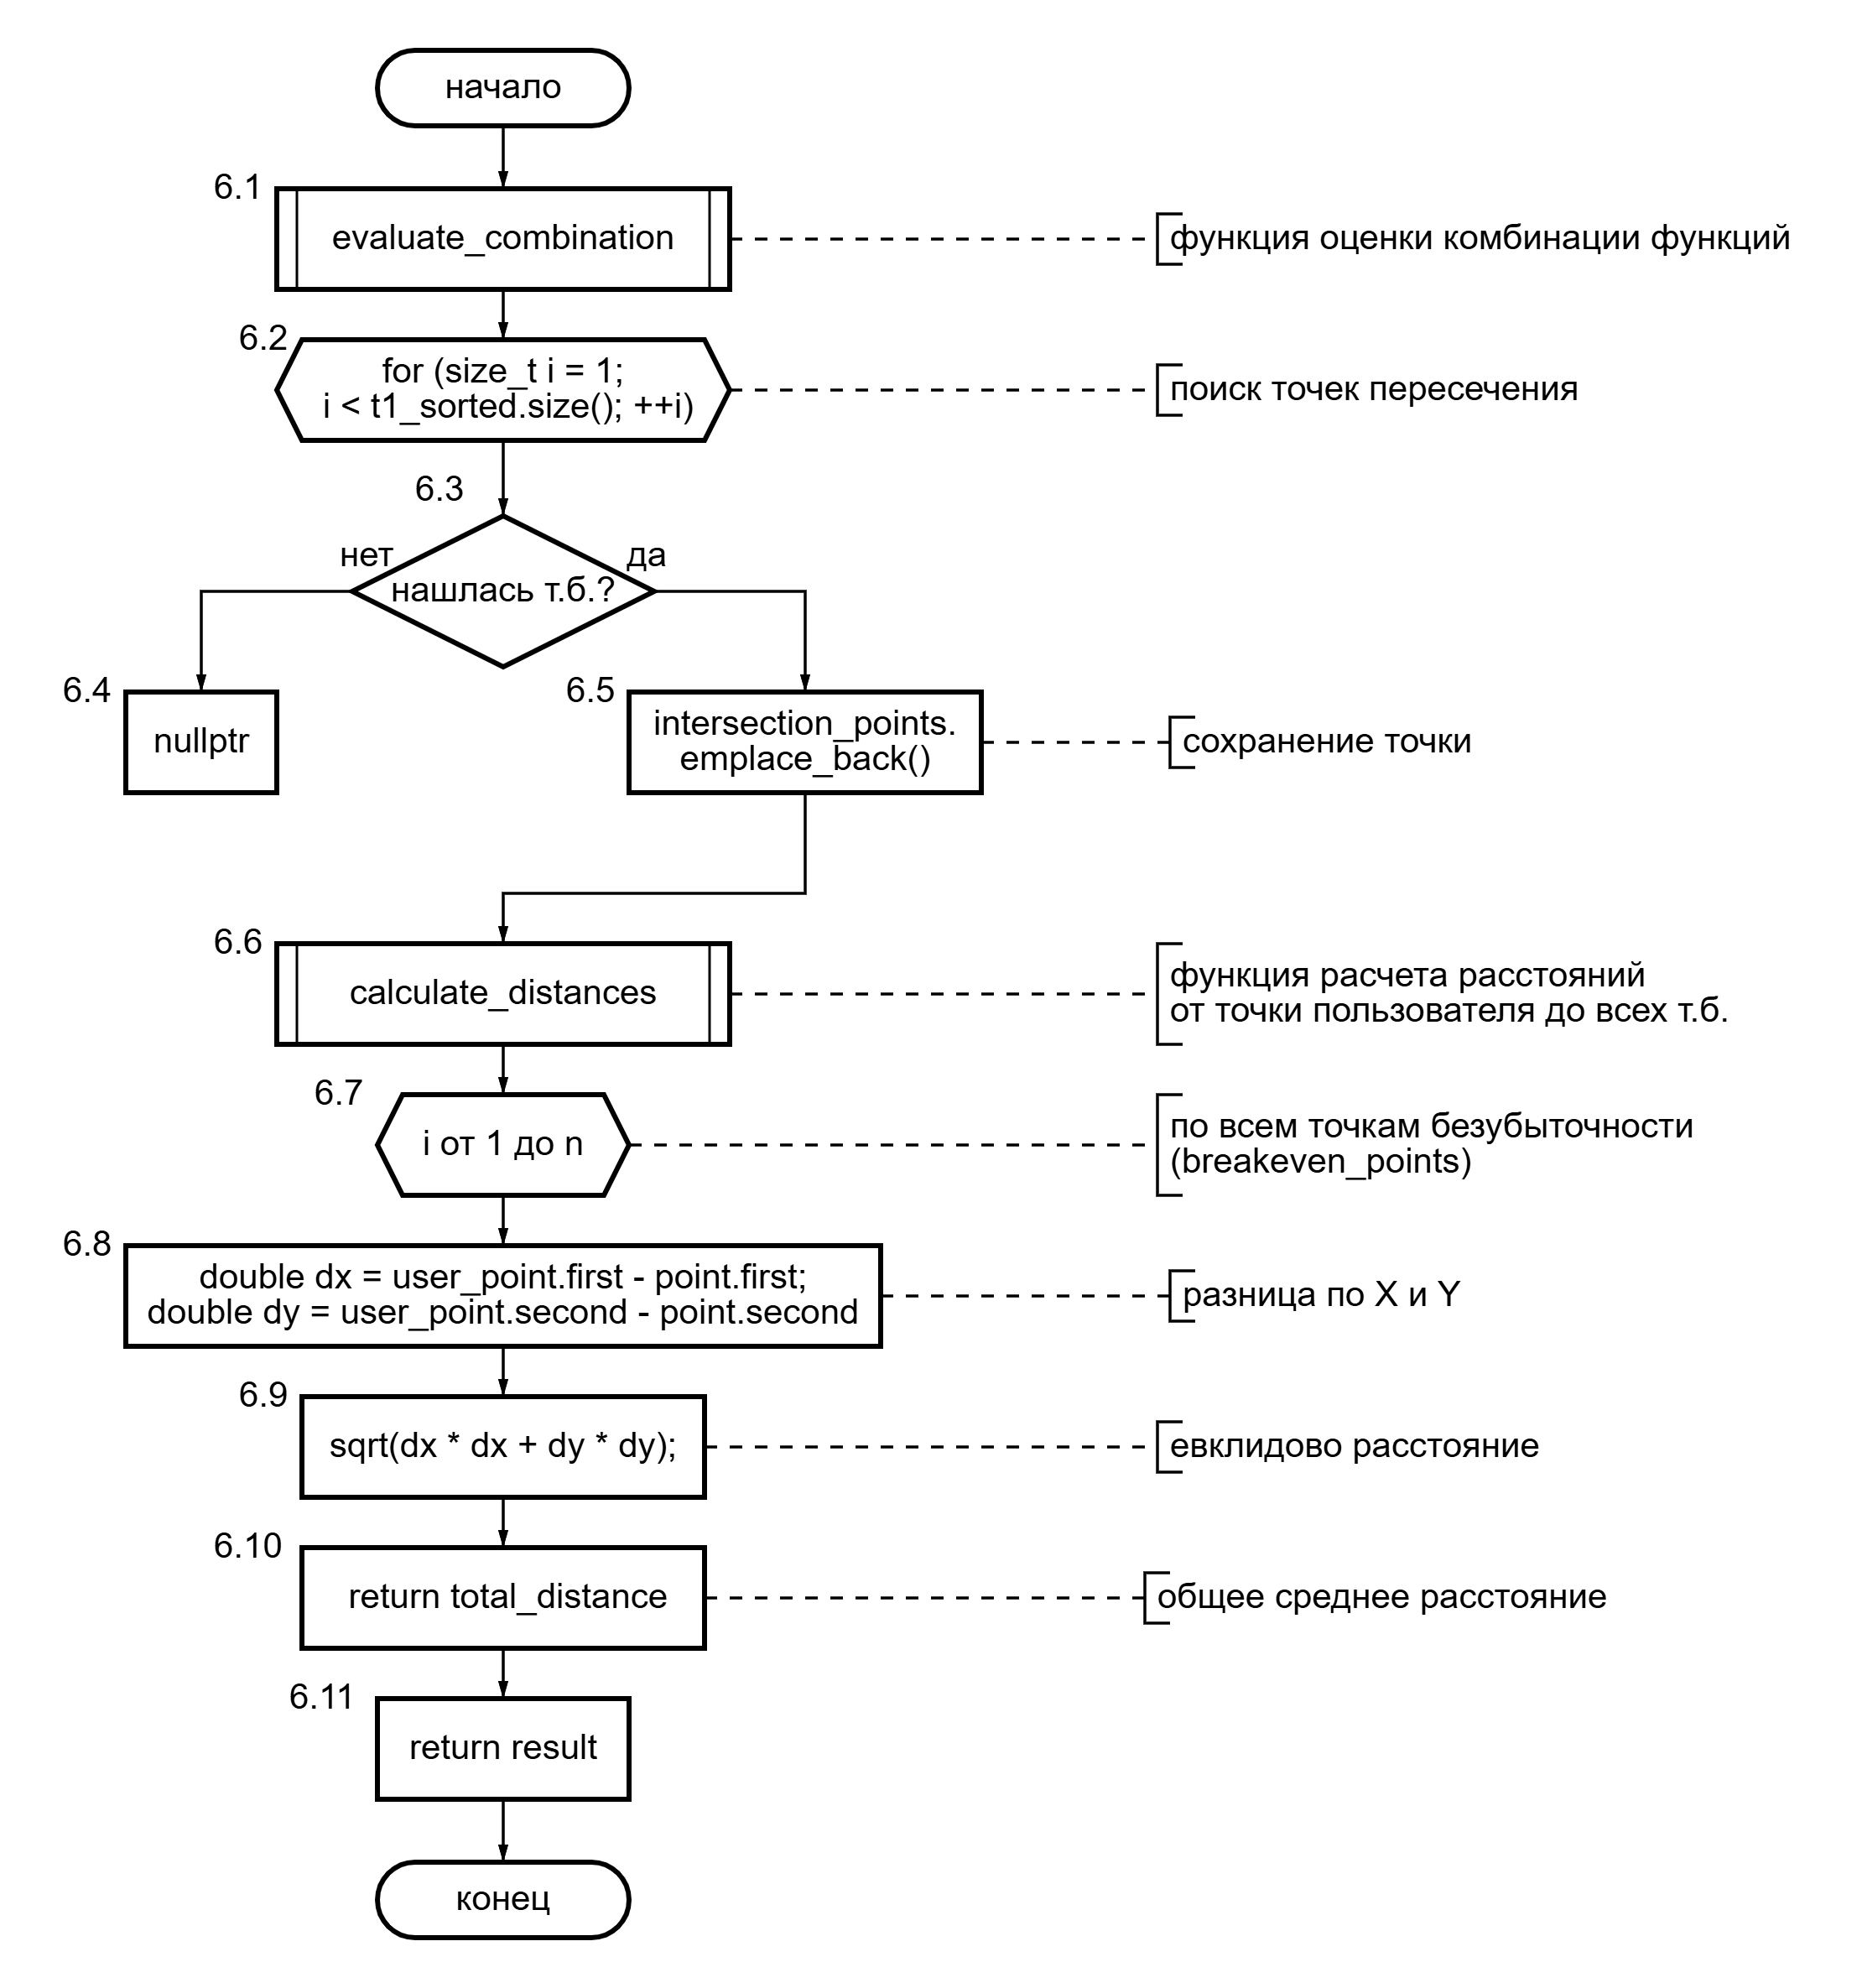 начало
6.1
evaluate_combination
функция оценки комбинации функций
6.2
for (size_t i = 1;
i < t1_sorted.size(); ++i)
поиск точек пересечения
6.3
нет
да
нашлась т.б.?
6.4
nullptr
6.5
intersection_points.
emplace_back()
сохранение точки
6.6
calculate_distances
функция расчета расстояний
от точки пользователя до всех т.б.
6.7
i от 1 до n
по всем точкам безубыточности
(breakeven_points)
6.8
double dx = user_point.first - point.first;
double dy = user_point.second - point.second
разница по X и Y
6.9
sqrt(dx * dx + dy * dy);
евклидово расстояние
6.10
return total_distance
общее среднее расстояние
6.11
return result
конец